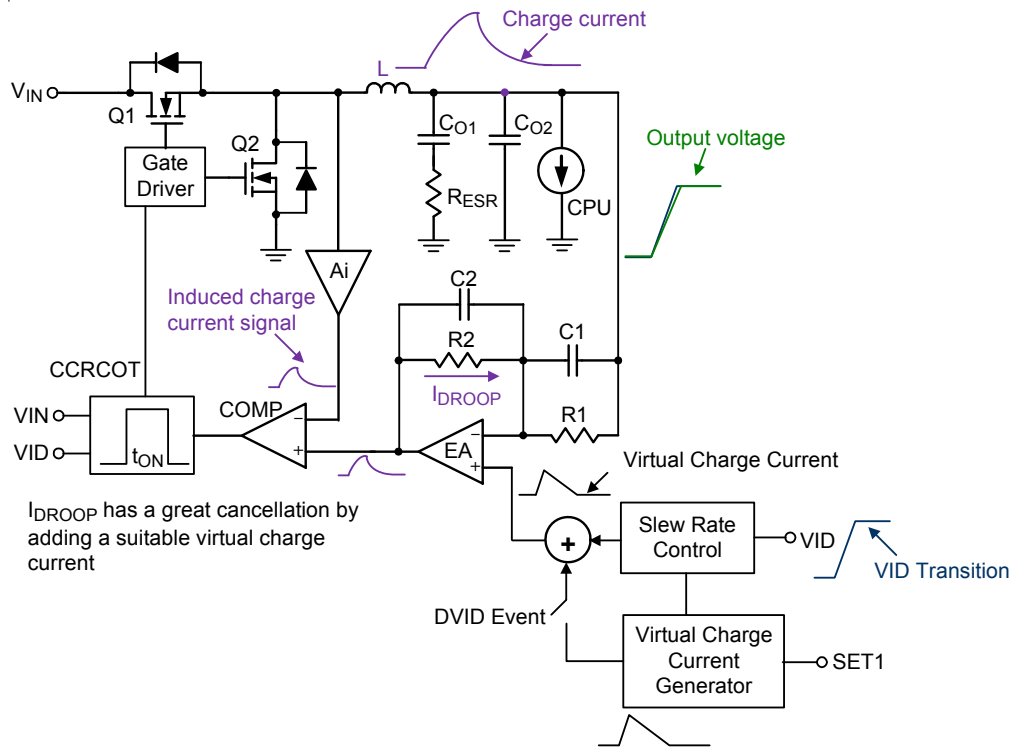 Charge current
L
VIN
Q1
CO1
CO2
Q2
Gate
Driver
RESR
CPU
Output voltage
Ai
C2
Induced charge
current signal
R2
C1
IDROOP
CCRCOT
COMP
R1
VIN
VID
tON
−
+
EA
−
+
Virtual Charge Current
IDROOP has a great cancellation by
adding a suitable virtual charge
current
+
Slew Rate
Control
VID
VID Transition
DVID Event
Virtual Charge
Current
Generator
SET1